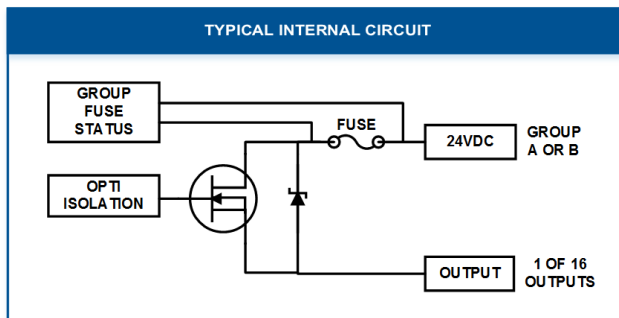 TYPICAL INTERNAL CIRCUIT
GROUP
FUSE
STATUS
FUSE
24VDC
GROUP
A OR B
OPTI
ISOLATION
OUTPUT
1 OF 16
OUTPUTS